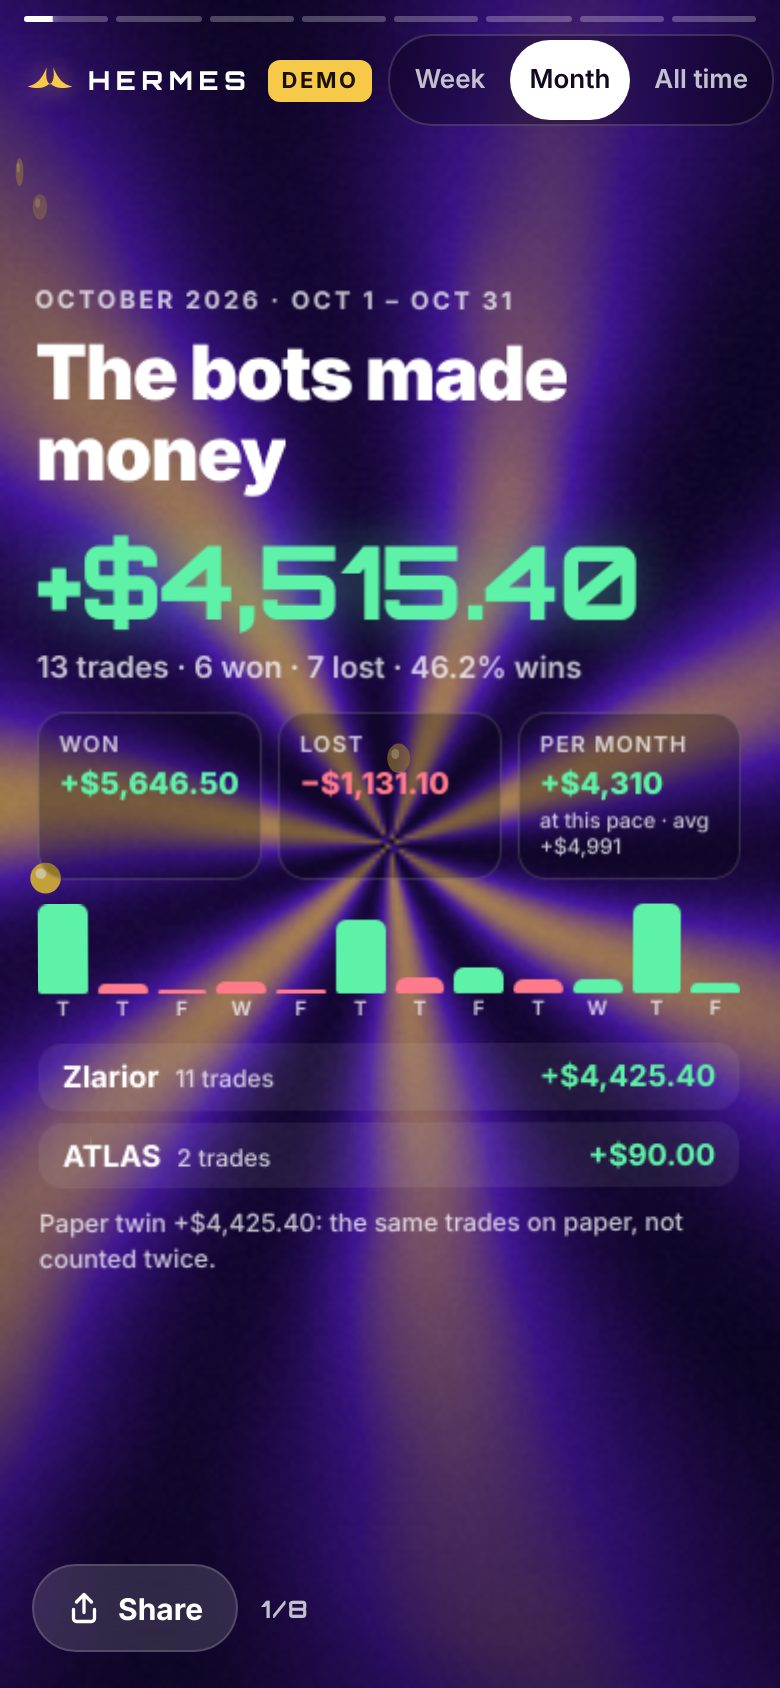 HERMES DEMO Week Month All time
OCTOBER 2026 · OCT 1 – OCT 31
The bots made
money
+$4,515.40
13 trades · 6 won · 7 lost · 46.2% wins
WON
+$5,646.50
LOST
−$1,131.10
PER MONTH
+$4,310
at this pace · avg
+$4,991
T T F W F T T F T W T F
Zlarior 11 trades +$4,425.40
ATLAS 2 trades +$90.00
Paper twin +$4,425.40: the same trades on paper, not
counted twice.
Share 1/8